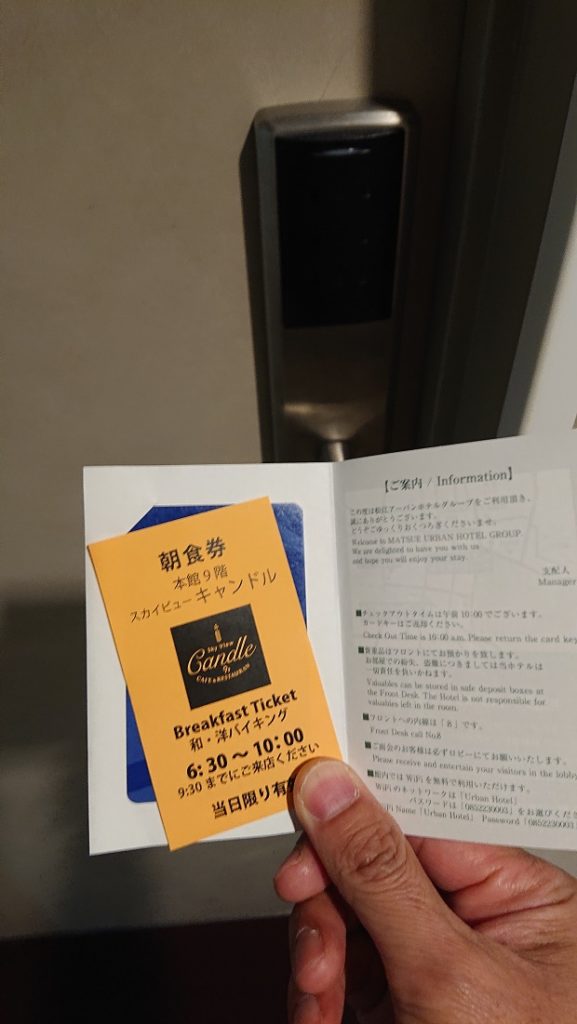 朝食券
本館9階
スカイビュー キャンドル
Sky View
Candle
9F
CAFE & RESTAURANT
Breakfast Ticket
和・洋バイキング
6:30〜10:00
9:30 までにご来店ください
当日限り有
【ご案内 / Information】
この度は松江アーバンホテルグループをご利用頂き、
誠にありがとうございます。
どうぞごゆっくりおくつろぎくださいませ。
Welcome to MATSUE URBAN HOTEL GROUP.
We are delighted to have you with us
and hope you will enjoy your stay.
支配人
Manager
■チェックアウトタイムは午前 10:00 でございます。
カードキーはご返却ください。
Check Out Time is 10:00 a.m. Please return the card key
■貴重品はフロントにてお預かりを致します。
お部屋での紛失、盗難につきましては当ホテルは
一切責任を負いかねます。
Valuables can be stored in safe deposit boxes at
the Front Desk. The Hotel is not responsible for
valuables left in the room.
■フロントへの内線は「8」です。
Front Desk call No.8
■ご面会のお客様は必ずロビーにてお願いいたします。
Please receive and entertain your visitors in the lobby
■館内では WiFi を無料で利用いただけます。
WiFi のネットワークは「Urban Hotel」
パスワードは「0852230003」をお選びくださ
WiFi Name「Urban Hotel」 Password「0852230003